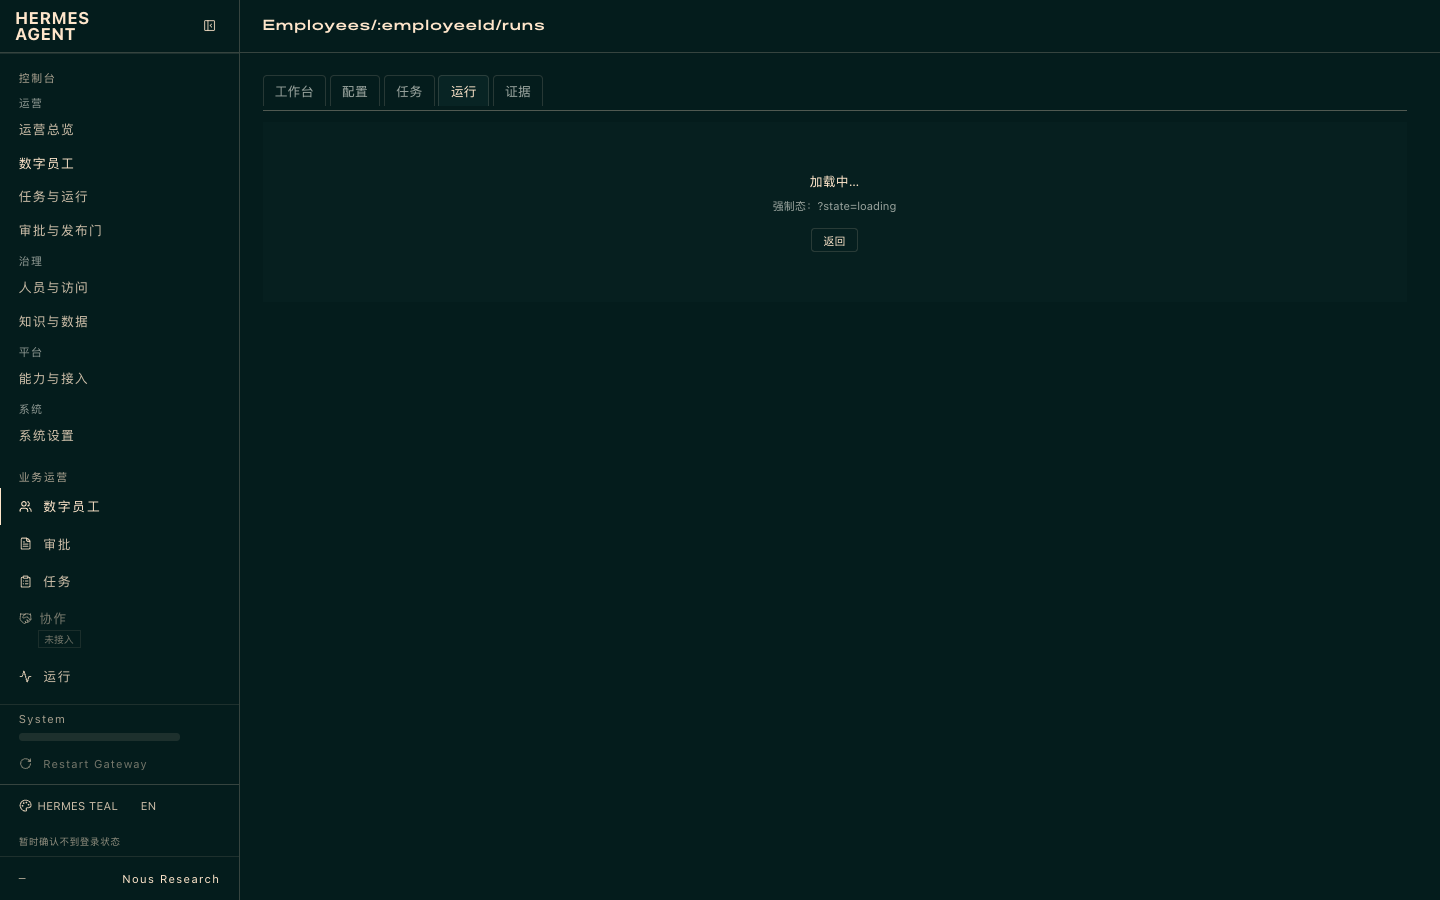 HERMES
AGENT
控制台
运营
运营总览
数字员工
任务与运行
审批与发布门
治理
人员与访问
知识与数据
平台
能力与接入
系统
系统设置
业务运营
数字员工
审批
任务
协作
未接入
运行
System
Restart Gateway
HERMES TEAL EN
暂时确认不到登录状态
– Nous Research
Employees/:employeeId/runs
工作台 配置 任务 运行 证据
加载中...
强制态：?state=loading
返回